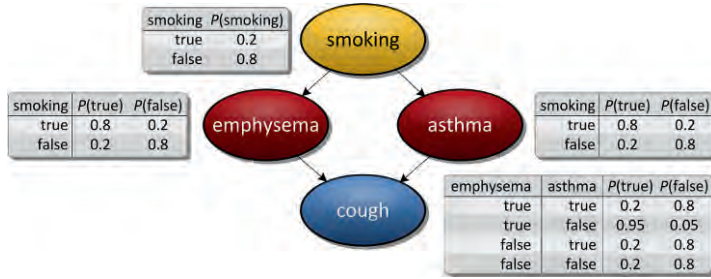 smoking P(smoking)
true 0.2
false 0.8
smoking
smoking P(true) P(false)
true 0.8 0.2
false 0.2 0.8
emphysema
asthma
smoking P(true) P(false)
true 0.8 0.2
false 0.2 0.8
cough
emphysema asthma P(true) P(false)
true true 0.2 0.8
true false 0.95 0.05
false true 0.2 0.8
false false 0.2 0.8